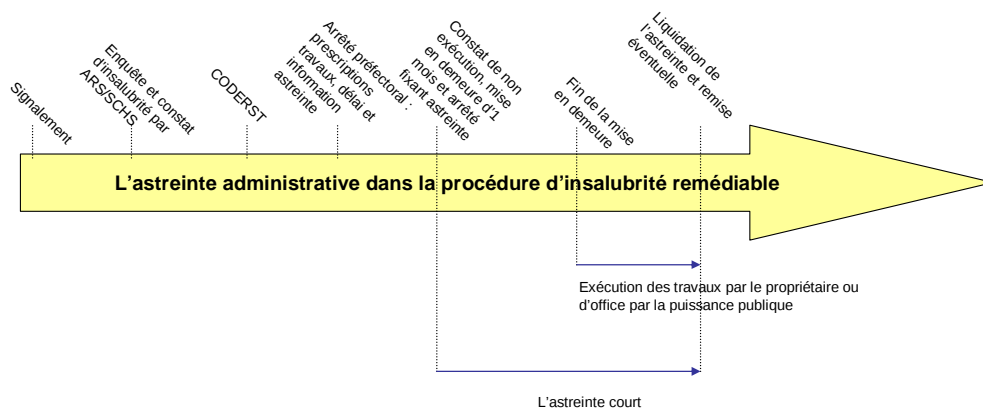 Signalement
Enquête et constat
d'insalubrité par
ARS/SCHS
CODERST
Arrêté préfectoral :
prescriptions
travaux, délai et
information
astreinte
Constat de non
exécution, mise
en demeure d'1
mois et arrêté
fixant astreinte
Fin de la mise
en demeure
Liquidation de
l'astreinte et remise
éventuelle
L'astreinte administrative dans la procédure d'insalubrité remédiable
Exécution des travaux par le propriétaire ou
d'office par la puissance publique
L'astreinte court